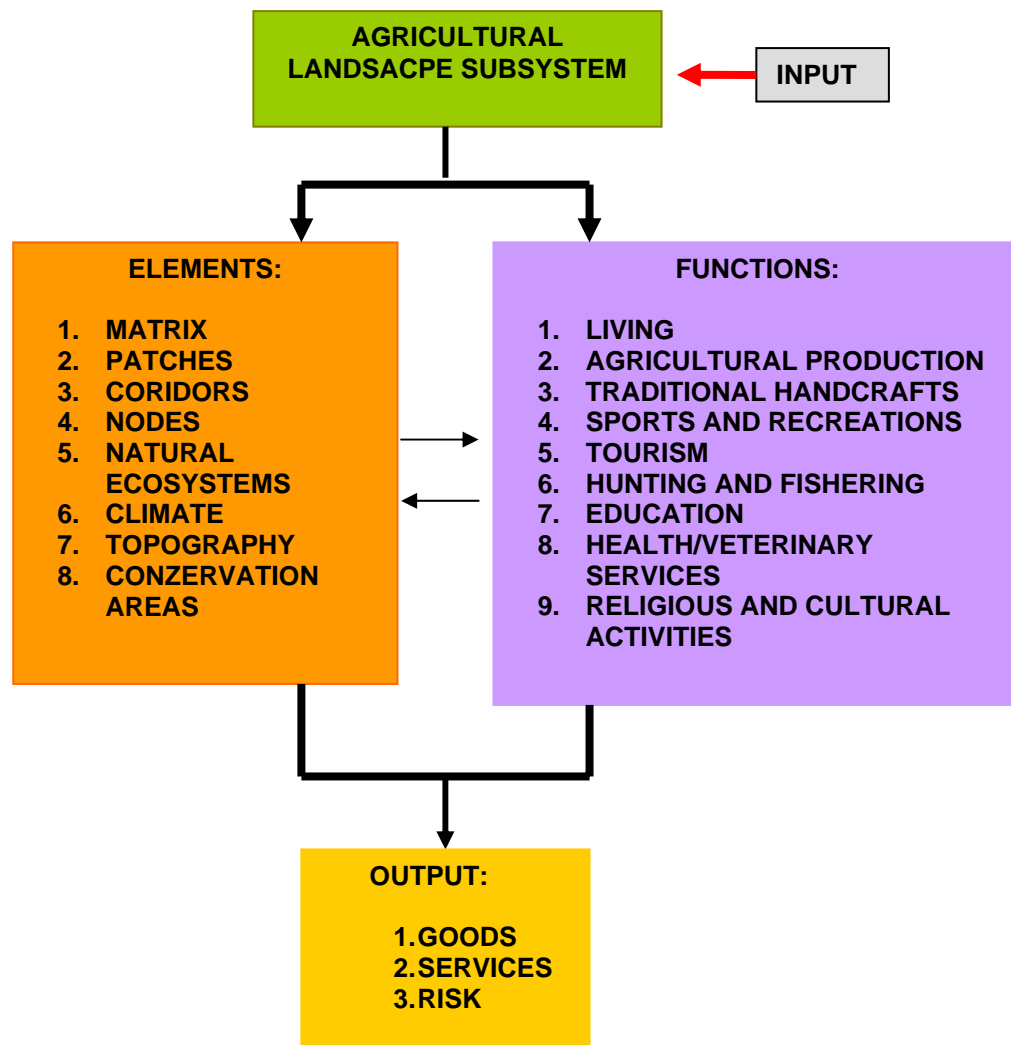 AGRICULTURAL
LANDSACPE SUBSYSTEM
INPUT
ELEMENTS:
1. MATRIX
2. PATCHES
3. CORIDORS
4. NODES
5. NATURAL
ECOSYSTEMS
6. CLIMATE
7. TOPOGRAPHY
8. CONZERVATION
AREAS
FUNCTIONS:
1. LIVING
2. AGRICULTURAL PRODUCTION
3. TRADITIONAL HANDCRAFTS
4. SPORTS AND RECREATIONS
5. TOURISM
6. HUNTING AND FISHERING
7. EDUCATION
8. HEALTH/VETERINARY
SERVICES
9. RELIGIOUS AND CULTURAL
ACTIVITIES
OUTPUT:
1.GOODS
2.SERVICES
3.RISK